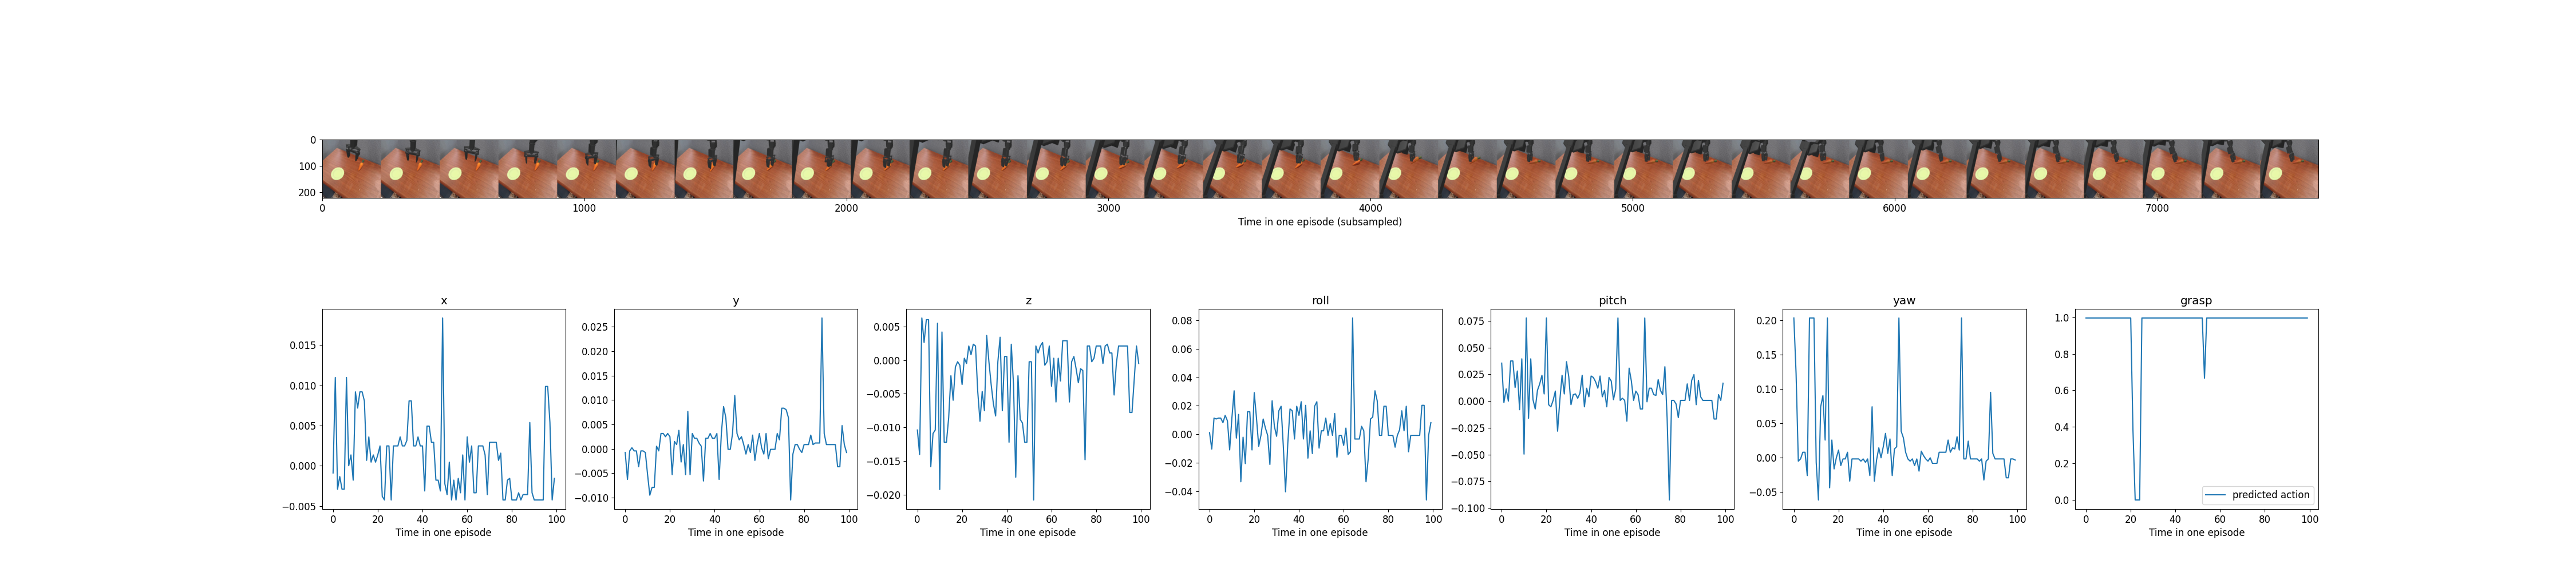 0
100
200
0 1000 2000 3000 4000 5000 6000 7000
Time in one episode (subsampled)
x y z roll pitch yaw grasp
0.015
0.010
0.005
0.000
−0.005
0 20 40 60 80 100
Time in one episode
0.025
0.020
0.015
0.010
0.005
0.000
−0.005
−0.010
0 20 40 60 80 100
Time in one episode
0.005
0.000
−0.005
−0.010
−0.015
−0.020
0 20 40 60 80 100
Time in one episode
0.08
0.06
0.04
0.02
0.00
−0.02
−0.04
0 20 40 60 80 100
Time in one episode
0.075
0.050
0.025
0.000
−0.025
−0.050
−0.075
−0.100
0 20 40 60 80 100
Time in one episode
0.20
0.15
0.10
0.05
0.00
−0.05
0 20 40 60 80 100
Time in one episode
1.0
0.8
0.6
0.4
0.2
0.0
predicted action
0 20 40 60 80 100
Time in one episode